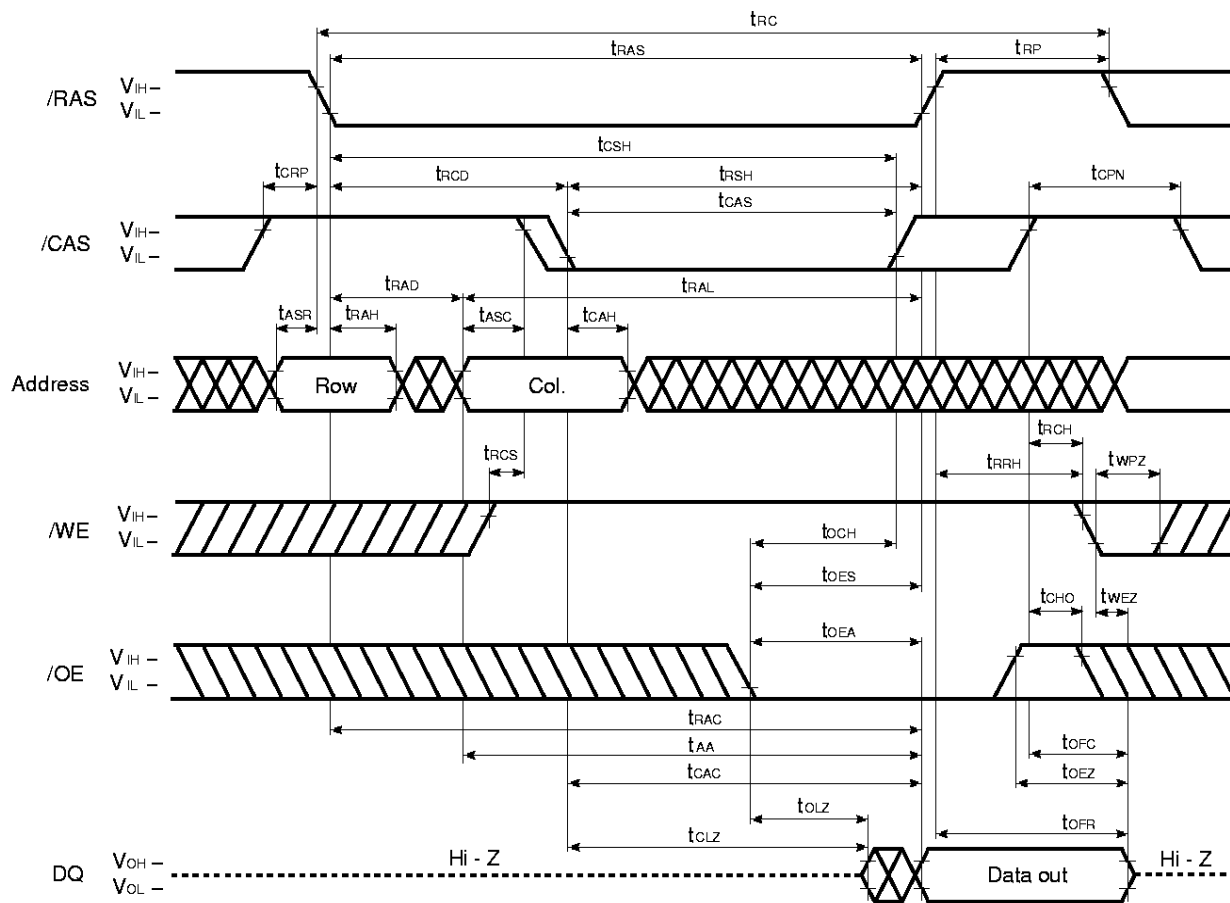 tRC
tRAS tRP
/RAS VIH –
VIL –
tCSH
tCRP tRCD tRSH tCPN
tCAS
/CAS VIH –
VIL –
tRAD tRAL
tASR tRAH tASC tCAH
Address VIH –
VIL –
Row Col.
tRCH
tRCS tRRH tWPZ
/WE VIH –
VIL –
tOCH
tOES
tCHO tWEZ
tOEA
/OE VIH –
VIL –
tRAC
tAA tOFC
tCAC tOEZ
tOLZ
tCLZ tOFR
DQ VOH –
VOL –
Hi - Z Data out Hi - Z